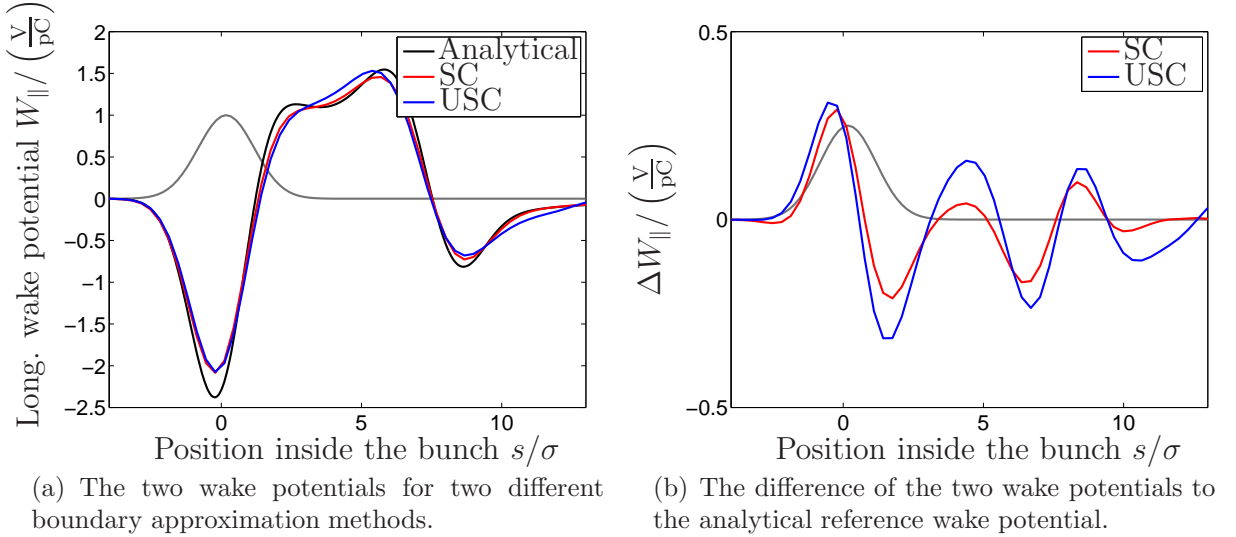 Long. wake potential W∥/ (V/pC)
2
1.5
1
0.5
0
−0.5
−1
−1.5
−2
−2.5
0
5
10
Analytical
SC
USC
Position inside the bunch s/σ
(a) The two wake potentials for two different
boundary approximation methods.
ΔW∥/ (V/pC)
0.5
0
−0.5
0
5
10
SC
USC
Position inside the bunch s/σ
(b) The difference of the two wake potentials to
the analytical reference wake potential.